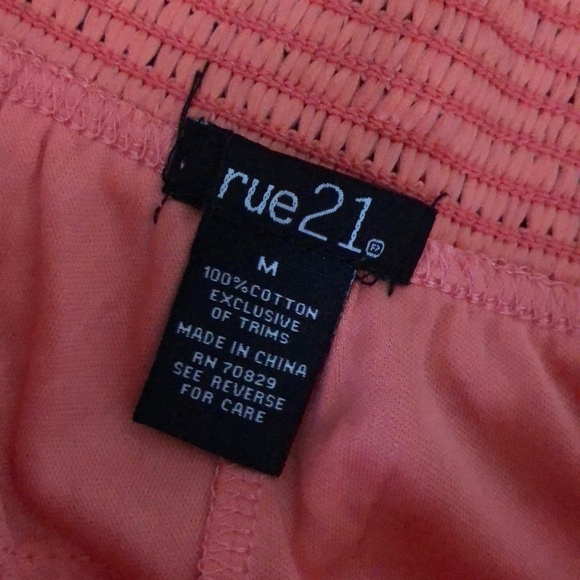 rue21®
M
100%COTTON
EXCLUSIVE
OF TRIMS
MADE IN CHINA
RN 70829
SEE REVERSE
FOR CARE